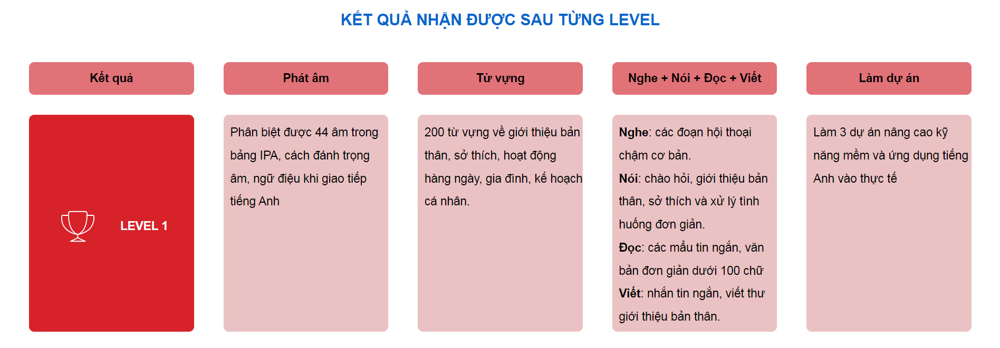 KẾT QUẢ NHẬN ĐƯỢC SAU TỪNG LEVEL
Kết quả
Phát âm
Từ vựng
Nghe + Nói + Đọc + Viết
Làm dự án
LEVEL 1
Phân biệt được 44 âm trong
bảng IPA, cách đánh trọng
âm, ngữ điệu khi giao tiếp
tiếng Anh
200 từ vựng về giới thiệu bản
thân, sở thích, hoạt động
hàng ngày, gia đình, kế hoạch
cá nhân.
Nghe: các đoạn hội thoại
chậm cơ bản.
Nói: chào hỏi, giới thiệu bản
thân, sở thích và xử lý tình
huống đơn giản.
Đọc: các mẩu tin ngắn, văn
bản đơn giản dưới 100 chữ
Viết: nhắn tin ngắn, viết thư
giới thiệu bản thân.
Làm 3 dự án nâng cao kỹ
năng mềm và ứng dụng tiếng
Anh vào thực tế